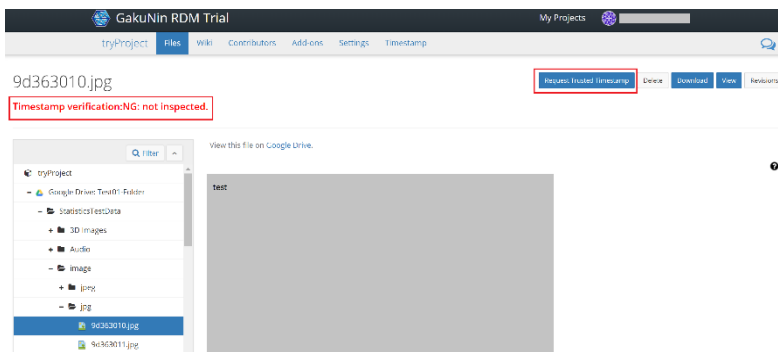 GakuNin RDM Trial
My Projects
tryProject Files Wiki Contributors Add-ons Settings Timestamp
9d363010.jpg
Request Trusted Timestamp Delete Download View Revisions
Timestamp verification:NG: not inspected.
View this file on Google Drive.
Filter
tryProject
Google Drive: Test01-Folder
StatisticsTestData
3D Images
Audio
image
jpeg
jpg
9d363010.jpg
9d363011.jpg
test